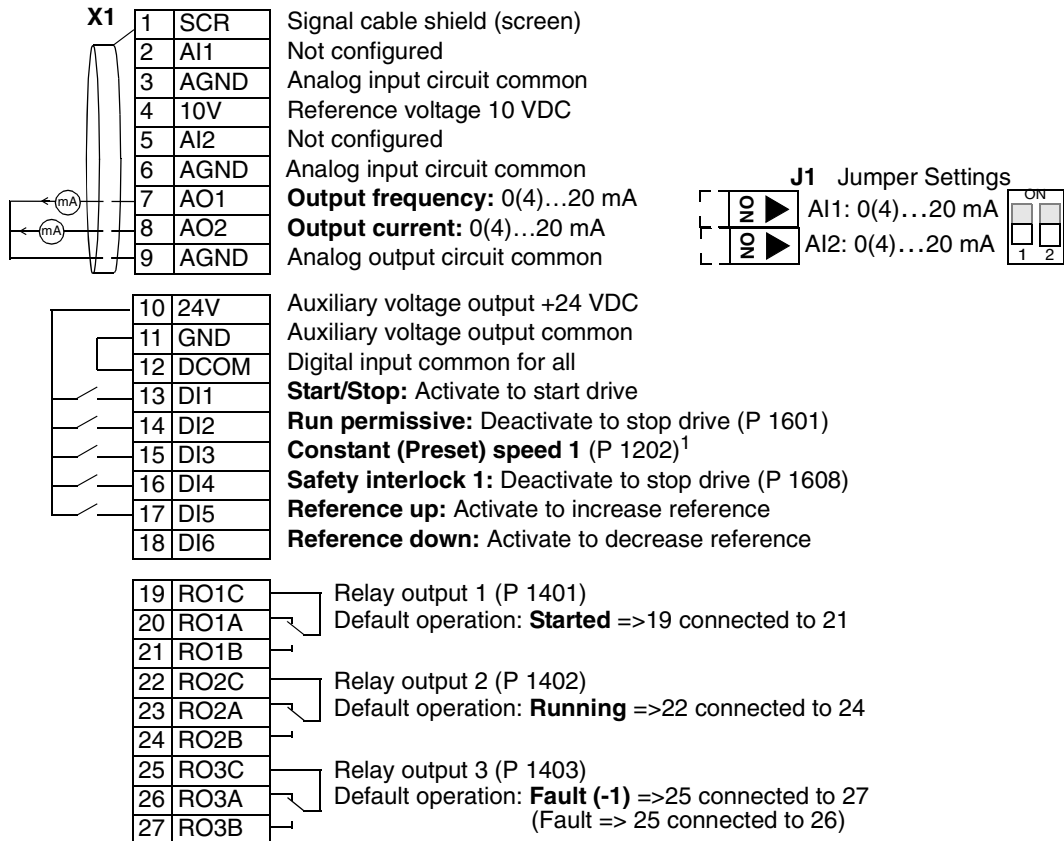 X1
1 SCR Signal cable shield (screen)
2 AI1 Not configured
3 AGND Analog input circuit common
4 10V Reference voltage 10 VDC
5 AI2 Not configured
6 AGND Analog input circuit common
7 AO1 Output frequency: 0(4)…20 mA
8 AO2 Output current: 0(4)…20 mA
9 AGND Analog output circuit common
mA
mA
J1 Jumper Settings
ON AI1: 0(4)…20 mA
ON AI2: 0(4)…20 mA
ON
1 2
10 24V Auxiliary voltage output +24 VDC
11 GND Auxiliary voltage output common
12 DCOM Digital input common for all
13 DI1 Start/Stop: Activate to start drive
14 DI2 Run permissive: Deactivate to stop drive (P 1601)
15 DI3 Constant (Preset) speed 1 (P 1202)1
16 DI4 Safety interlock 1: Deactivate to stop drive (P 1608)
17 DI5 Reference up: Activate to increase reference
18 DI6 Reference down: Activate to decrease reference
19 RO1C Relay output 1 (P 1401)
20 RO1A Default operation: Started =>19 connected to 21
21 RO1B
22 RO2C Relay output 2 (P 1402)
23 RO2A Default operation: Running =>22 connected to 24
24 RO2B
25 RO3C Relay output 3 (P 1403)
26 RO3A Default operation: Fault (-1) =>25 connected to 27
27 RO3B (Fault => 25 connected to 26)